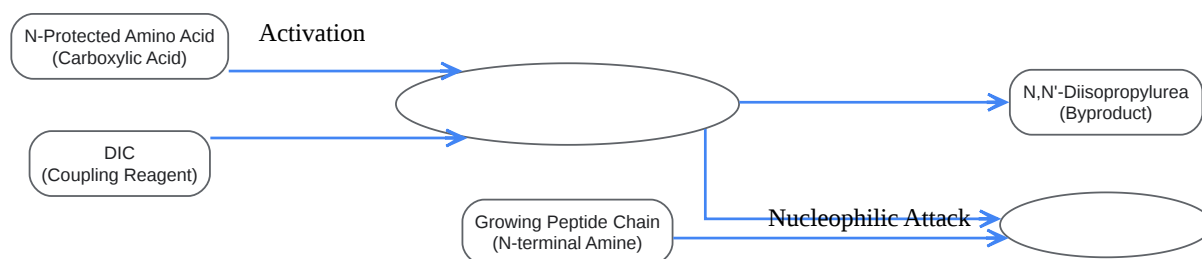 N-Protected Amino Acid
(Carboxylic Acid)
Activation
DIC
(Coupling Reagent)
N,N'-Diisopropylurea
(Byproduct)
Growing Peptide Chain
(N-terminal Amine)
Nucleophilic Attack